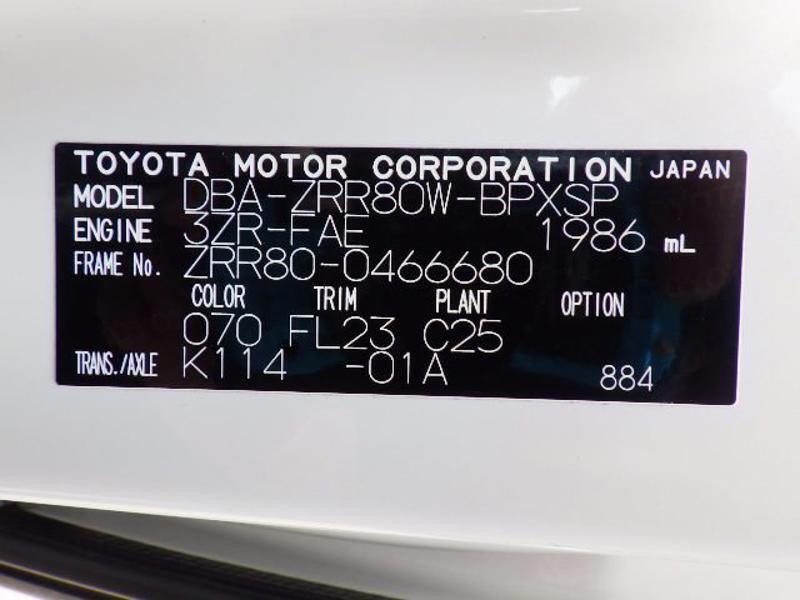 TOYOTA MOTOR CORPORATION JAPAN
MODEL DBA-ZRR80W-BPXSP
ENGINE 3ZR-FAE 1986 mL
FRAME No. ZRR80-0466680
COLOR TRIM PLANT OPTION
070 FL23 C25
TRANS./AXLE K114 -01A 884